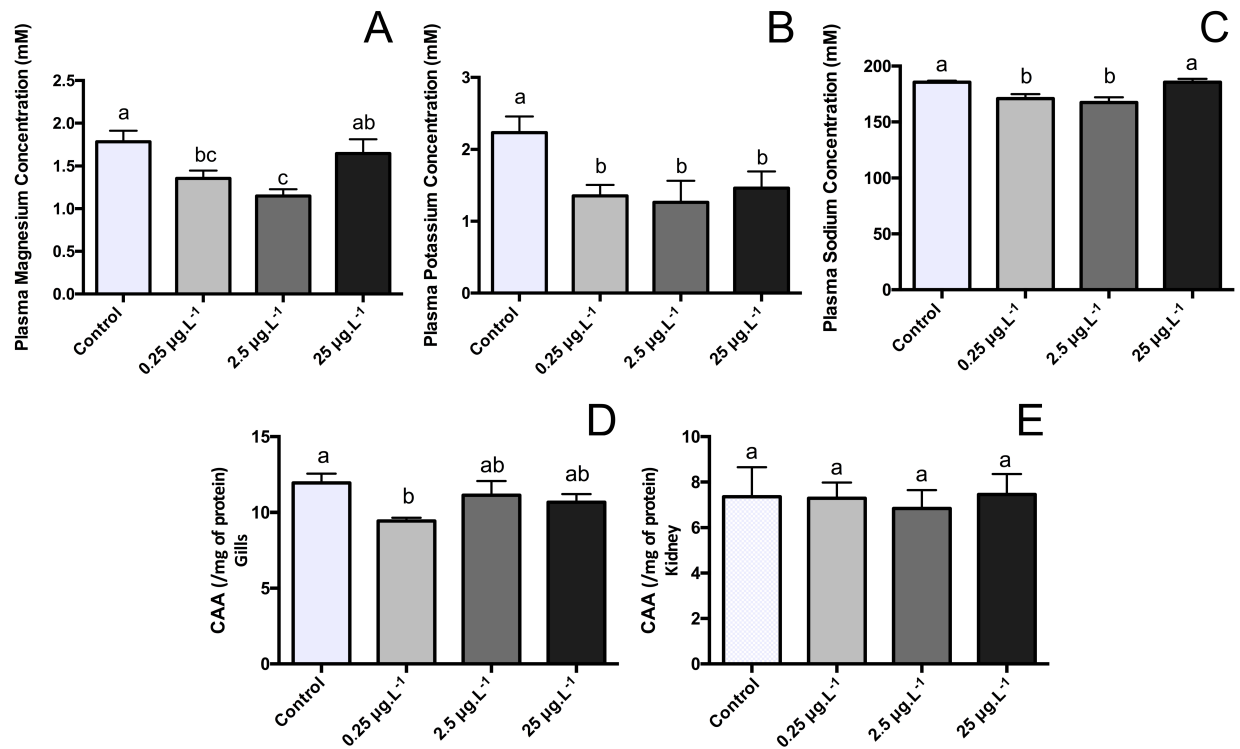 A
Plasma Magnesium Concentration (mM)
2.5
2.0
1.5
1.0
0.5
0.0
a
bc
c
ab
Control
0.25 µg.L-1
2.5 µg.L-1
25 µg.L-1
B
Plasma Potassium Concentration (mM)
3
2
1
0
a
b
b
b
Control
0.25 µg.L-1
2.5 µg.L-1
25 µg.L-1
C
Plasma Sodium Concentration (mM)
200
150
100
50
0
a
b
b
a
Control
0.25 µg.L-1
2.5 µg.L-1
25 µg.L-1
D
CAA (/mg of protein)
Gills
15
10
5
0
a
b
ab
ab
Control
0.25 µg.L-1
2.5 µg.L-1
25 µg.L-1
E
CAA (/mg of protein)
Kidney
10
8
6
4
2
0
a
a
a
a
Control
0.25 µg.L-1
2.5 µg.L-1
25 µg.L-1